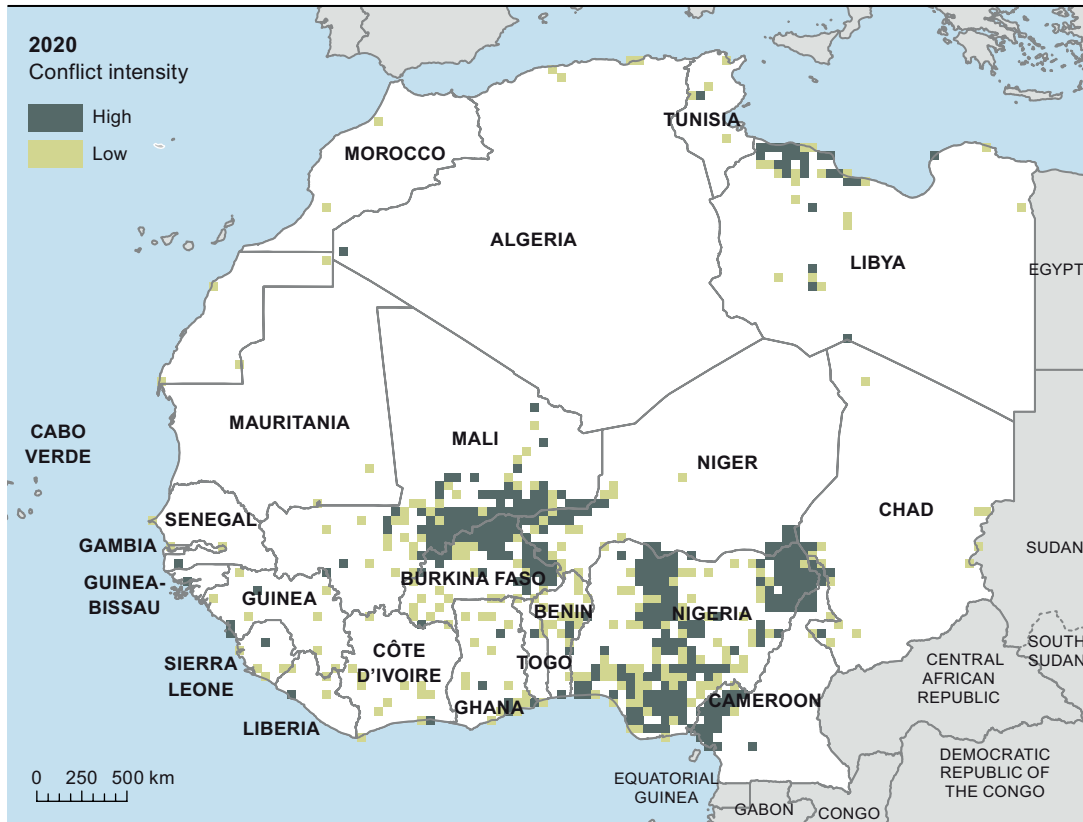 2020
Conflict intensity
High
Low
TUNISIA
MOROCCO
ALGERIA
LIBYA
EGYPT
MAURITANIA
CABO
VERDE
MALI
NIGER
CHAD
SENEGAL
GAMBIA
SUDAN
GUINEA-
BISSAU
GUINEA
BURKINA FASO
BENIN
NIGERIA
SIERRA
LEONE
CÔTE
D'IVOIRE
TOGO
SOUTH
SUDAN
CENTRAL
AFRICAN
REPUBLIC
LIBERIA
GHANA
CAMEROON
0 250 500 km
EQUATORIAL
GUINEA
GABON
CONGO
DEMOCRATIC
REPUBLIC OF
THE CONGO